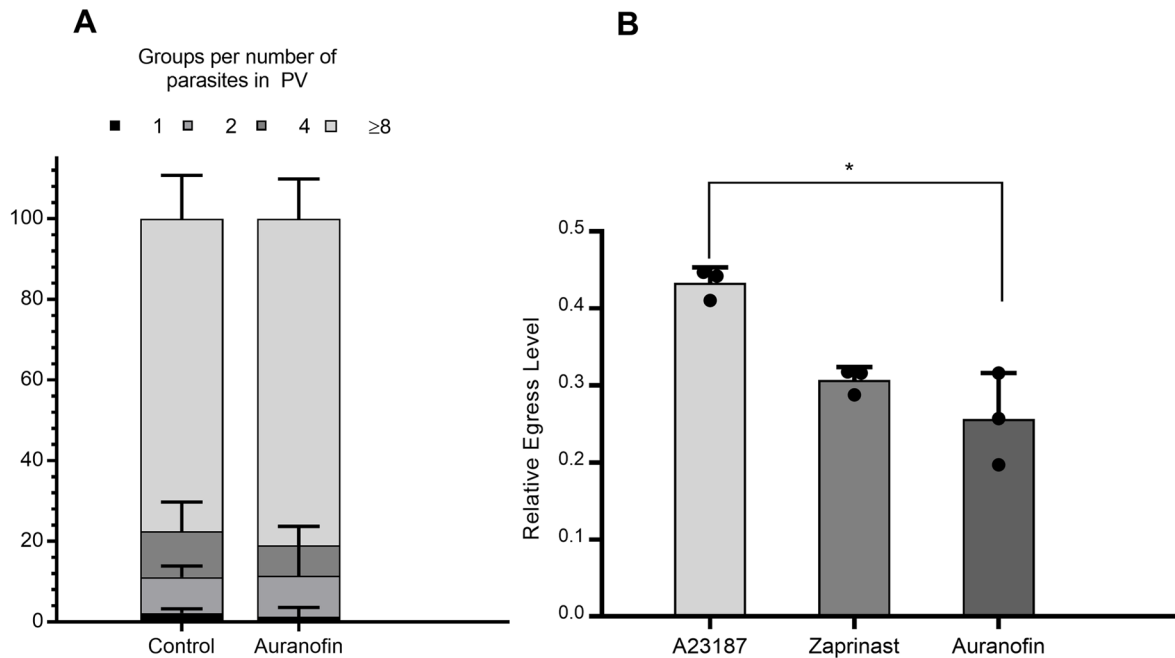 A
Groups per number of
parasites in PV
1 2 4 ≥8
100
80
60
40
20
0
Control Auranofin
B
*
Relative Egress Level
0.5
0.4
0.3
0.2
0.1
0.0
A23187 Zaprinast Auranofin